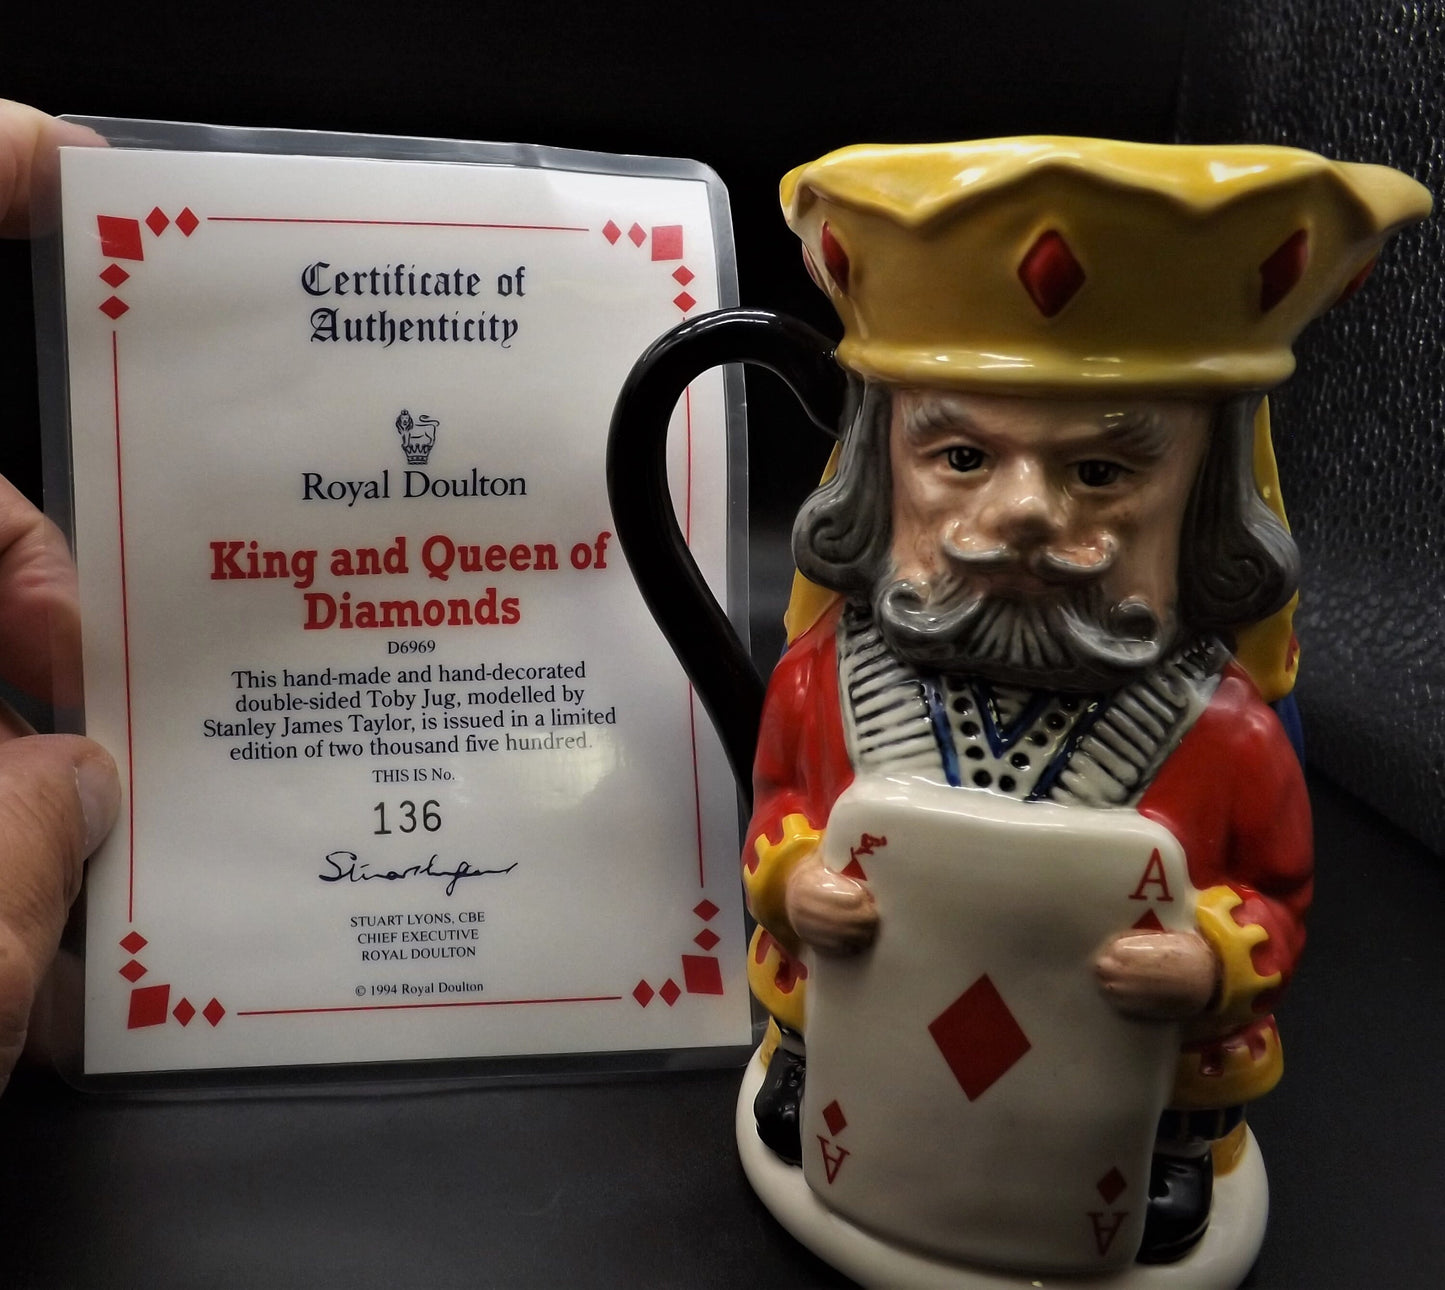 Certificate of
Authenticity
Royal Doulton
King and Queen of
Diamonds
D6969
This hand-made and hand-decorated
double-sided Toby Jug, modelled by
Stanley James Taylor, is issued in a limited
edition of two thousand five hundred.
THIS IS No.
136
STUART LYONS, CBE
CHIEF EXECUTIVE
ROYAL DOULTON
© 1994 Royal Doulton
A
A
A